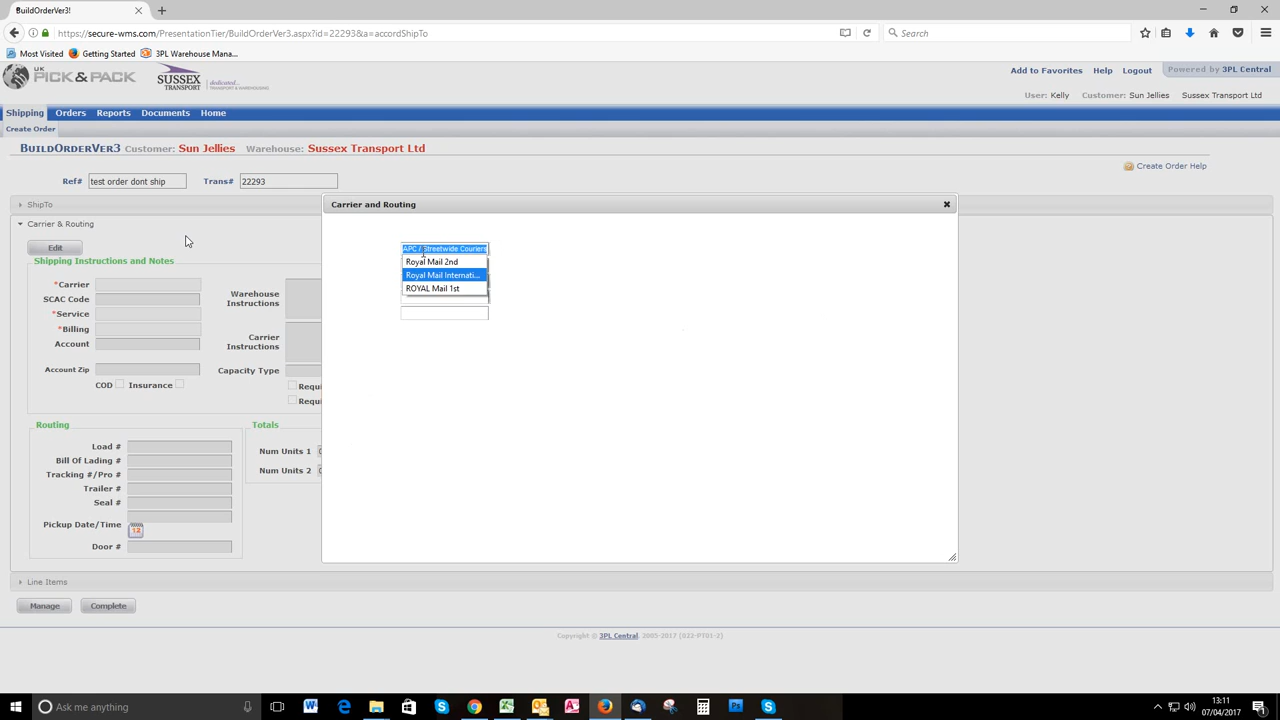 BuildOrderVer3!
https://secure-wms.com/PresentationTier/BuildOrderVer3.aspx?id=22293&a=accordShipTo
Search
Most Visited
Getting Started
3PL Warehouse Mana...
UK PICK & PACK
SUSSEX TRANSPORT
dedicated...
TRANSPORT & WAREHOUSING
Add to Favorites
Help
Logout
Powered by 3PL Central
User: Kelly
Customer: Sun Jellies
Sussex Transport Ltd
Shipping
Orders
Reports
Documents
Home
Create Order
BUILDORDERVER3 Customer: Sun Jellies Warehouse: Sussex Transport Ltd
Create Order Help
Ref# test order dont ship Trans# 22293
ShipTo
Carrier & Routing
Edit
Shipping Instructions and Notes
*Carrier
SCAC Code
*Service
*Billing
Account
Account Zip
COD
Insurance
Warehouse Instructions
Carrier Instructions
Capacity Type
Requi
Requi
Routing
Load #
Bill Of Lading #
Tracking #/Pro #
Trailer #
Seal #
Pickup Date/Time
12
Door #
Totals
Num Units 1
Num Units 2
Carrier and Routing
APC / Streetwide Couriers
Royal Mail 2nd
Royal Mail Internati...
ROYAL Mail 1st
Line Items
Manage
Complete
Copyright © 3PL Central. 2005-2017 (022-PT01-2)
Ask me anything
13:11
07/04/2017